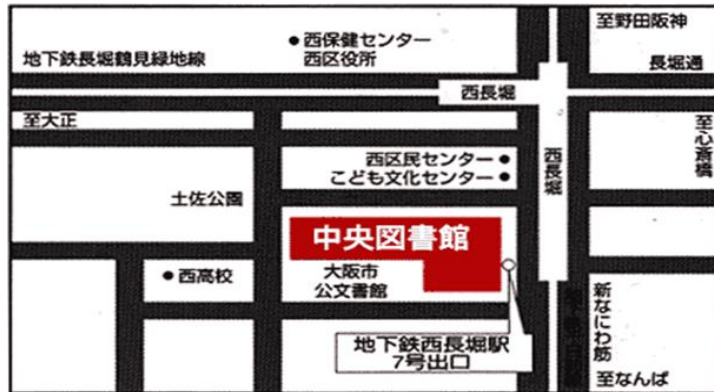 至野田阪神
●西保健センター
西区役所
地下鉄長堀鶴見緑地線
長堀通
西長堀
至大正
至心斎橋
西区民センター●
こども文化センター●
西長堀
土佐公園
中央図書館
大阪市
公文書館
●西高校
新なにわ筋
地下鉄西長堀駅
7号出口
至なんば